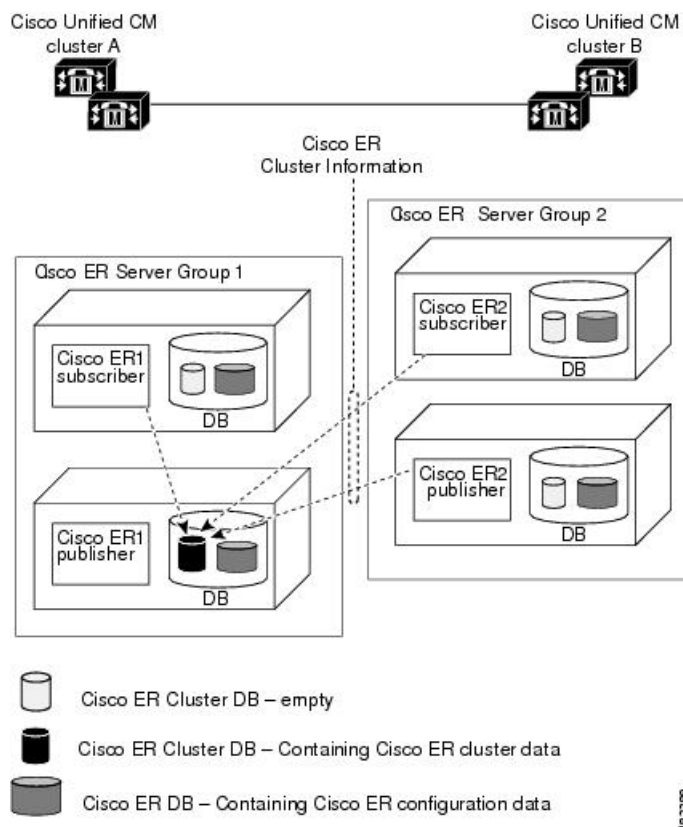 Cisco Unified CM
cluster A
Cisco Unified CM
cluster B
M
M
M
M
Cisco ER
Cluster Information
Cisco ER Server Group 2
Cisco ER Server Group 1
Cisco ER2
subscriber
DB
Cisco ER1
subscriber
DB
Cisco ER2
publisher
DB
Cisco ER1
publisher
DB
Cisco ER Cluster DB – empty
Cisco ER Cluster DB – Containing Cisco ER cluster data
Cisco ER DB – Containing Cisco ER configuration data